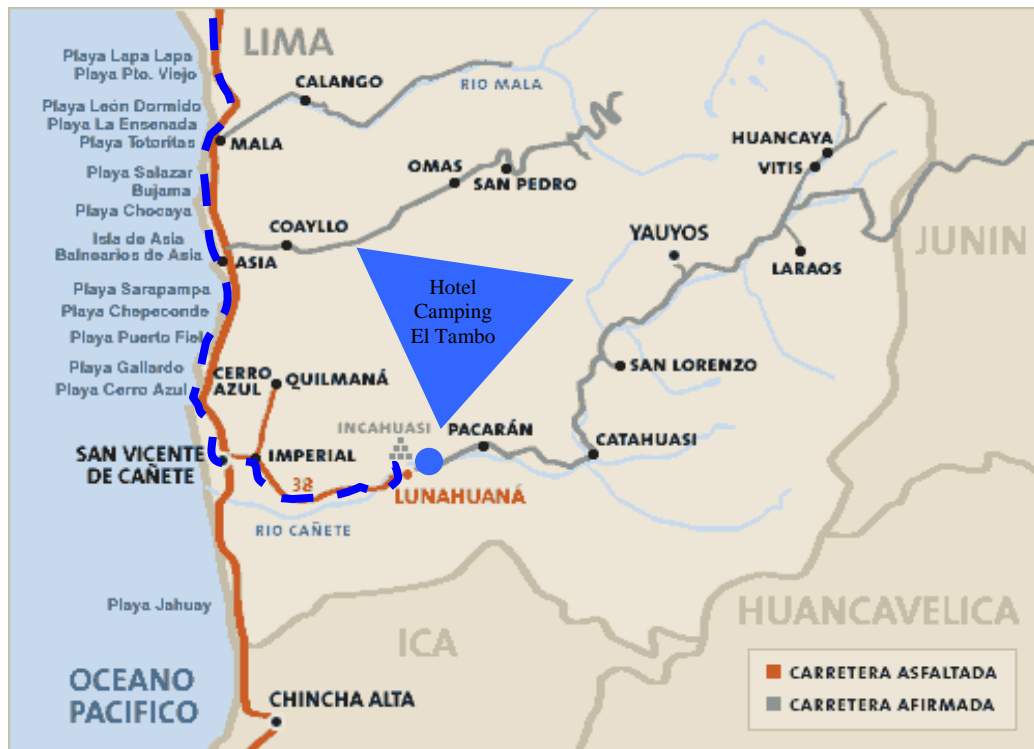 LIMA
Playa Lapa Lapa
Playa Pto. Viejo
CALANGO
RIO MALA
Playa León Dormido
Playa La Ensenada
Playa Totoritas
MALA
HUANCAYA
VITIS
OMAS
SAN PEDRO
Playa Salazar
Bujama
Playa Chocaya
COAYLLO
Isla de Asia
Balnearios de Asia
ASIA
YAUYOS
LARAOS
JUNIN
Hotel
Camping
El Tambo
Playa Sarapampa
Playa Chepeconde
Playa Puerto Fiel
Playa Gallardo
Playa Cerro Azul
CERRO
AZUL
QUILMANÁ
SAN LORENZO
INCAHUASI
PACARÁN
CATAHUASI
SAN VICENTE
DE CAÑETE
IMPERIAL
38
LUNAHUANÁ
RIO CAÑETE
Playa Jahuay
ICA
HUANCAVELICA
OCEANO
PACIFICO
CHINCHA ALTA
CARRETERA ASFALTADA
CARRETERA AFIRMADA